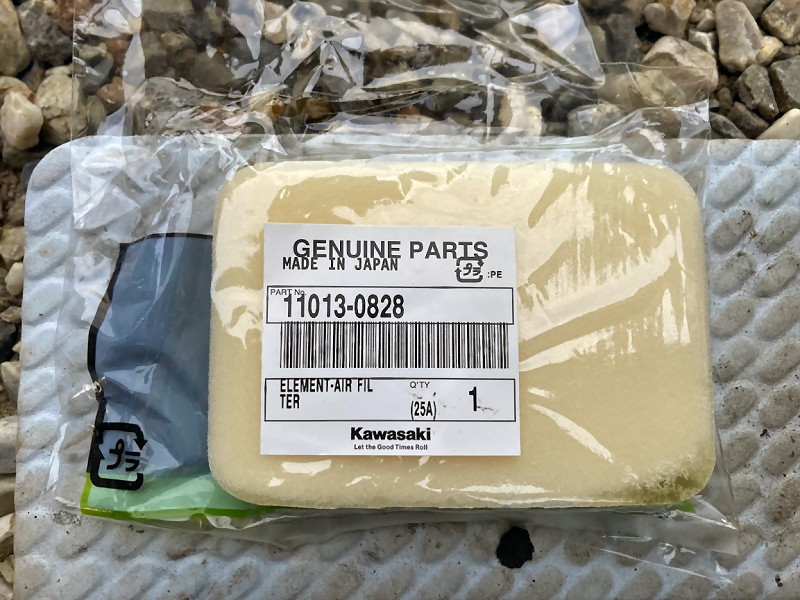 GENUINE PARTS
MADE IN JAPAN
プラ :PE
PART No.
11013-0828
ELEMENT-AIR FIL
TER
Q'TY
(25A)
1
Kawasaki
Let the Good Times Roll
プラ